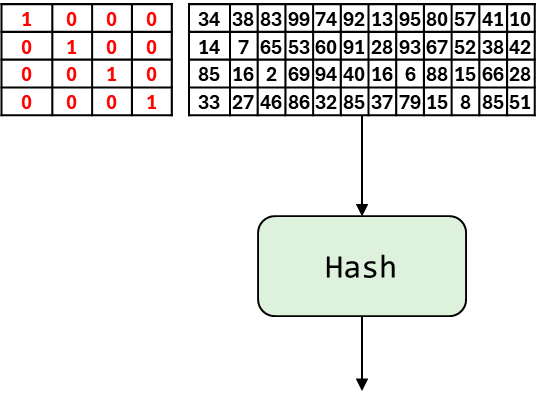 1 0 0 0 34 38 83 99 74 92 13 95 80 57 41 10
0 1 0 0 14 7 65 53 60 91 28 93 67 52 38 42
0 0 1 0 85 16 2 69 94 40 16 6 88 15 66 28
0 0 0 1 33 27 46 86 32 85 37 79 15 8 85 51
Hash